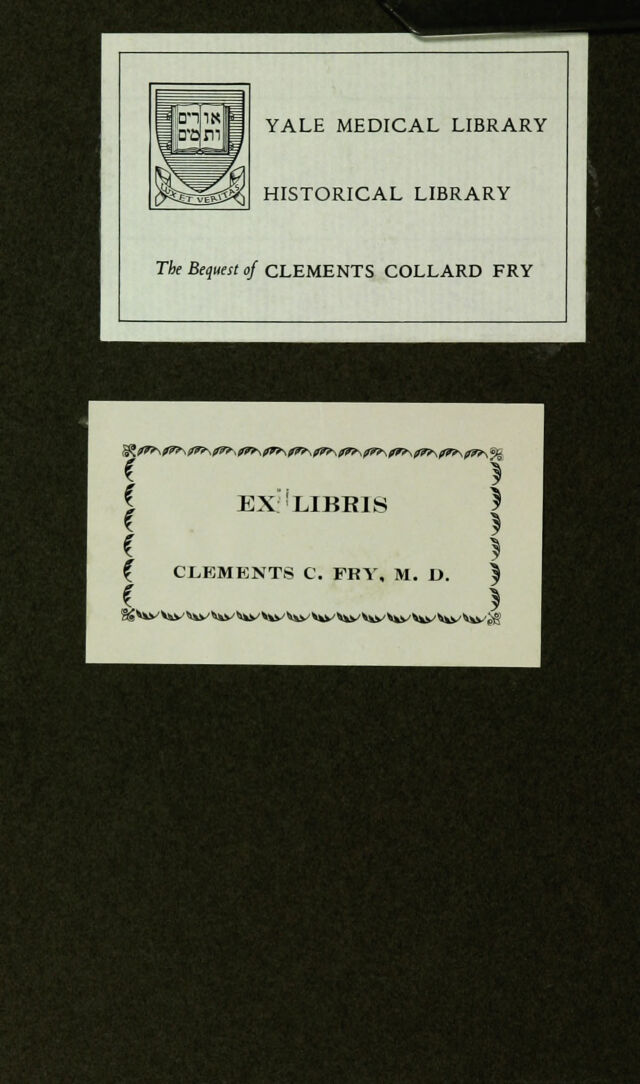 אורים
ותמים
LUX ET VERITAS
YALE MEDICAL LIBRARY
HISTORICAL LIBRARY
The Bequest of CLEMENTS COLLARD FRY
EX LIBRIS
CLEMENTS C. FRY, M. D.